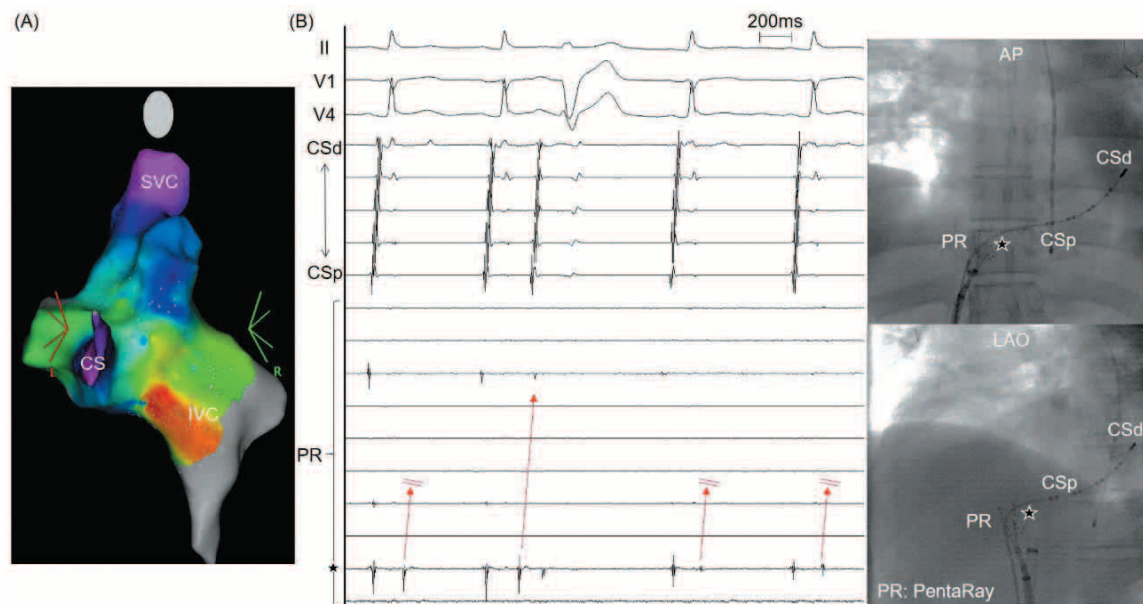 (A)
SVC
CS
L
R
IVC
(B)
200ms
II
V1
V4
CSd
CSp
PR
★
AP
CSd
PR
CSp
LAO
CSd
CSp
PR
PR: PentaRay